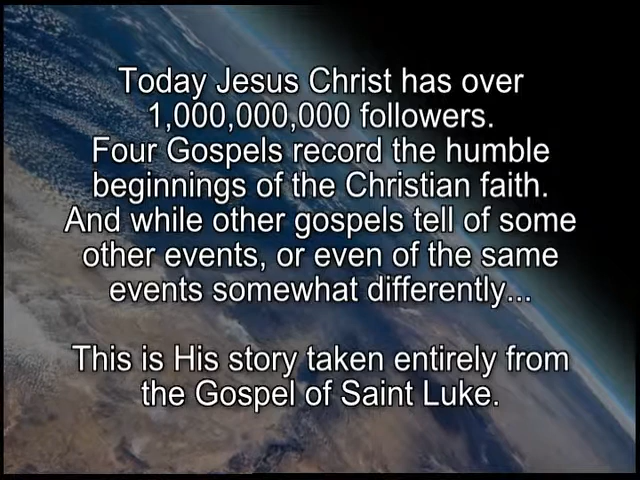 Today Jesus Christ has over
1,000,000,000 followers.
Four Gospels record the humble
beginnings of the Christian faith.
And while other gospels tell of some
other events, or even of the same
events somewhat differently...
This is His story taken entirely from
the Gospel of Saint Luke.